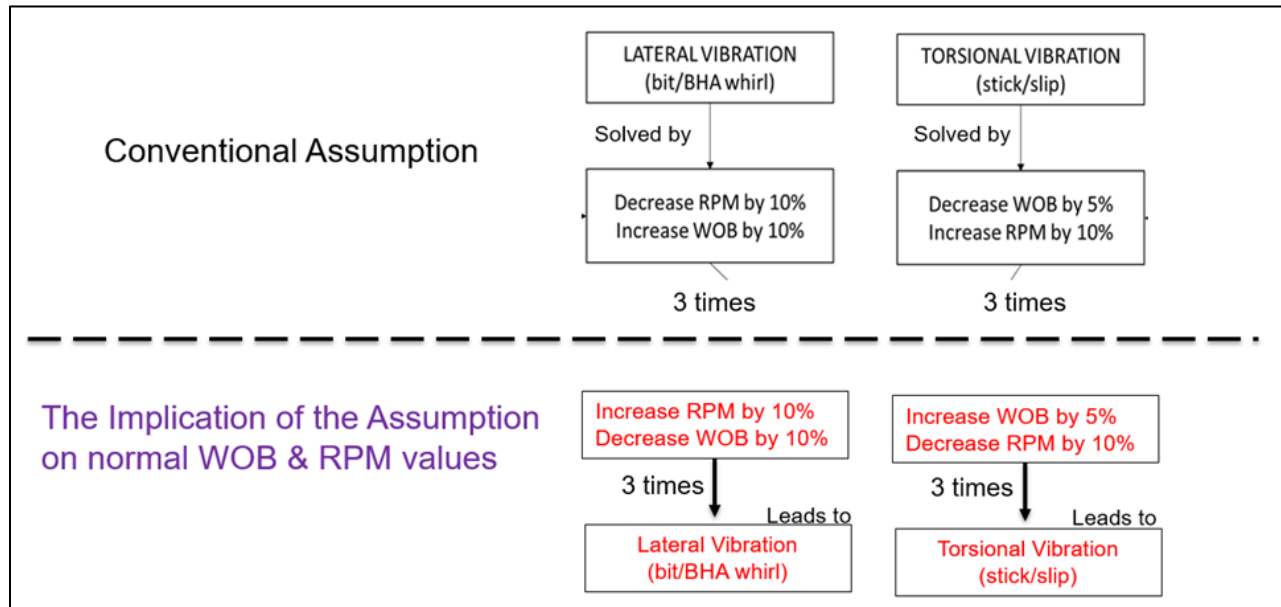 LATERAL VIBRATION
(bit/BHA whirl)
TORSIONAL VIBRATION
(stick/slip)
Solved by
Solved by
Conventional Assumption
Decrease RPM by 10%
Increase WOB by 10%
Decrease WOB by 5%
Increase RPM by 10%
3 times
3 times
The Implication of the Assumption
on normal WOB & RPM values
Increase RPM by 10%
Decrease WOB by 10%
Increase WOB by 5%
Decrease RPM by 10%
3 times
Leads to
3 times
Leads to
Lateral Vibration
(bit/BHA whirl)
Torsional Vibration
(stick/slip)